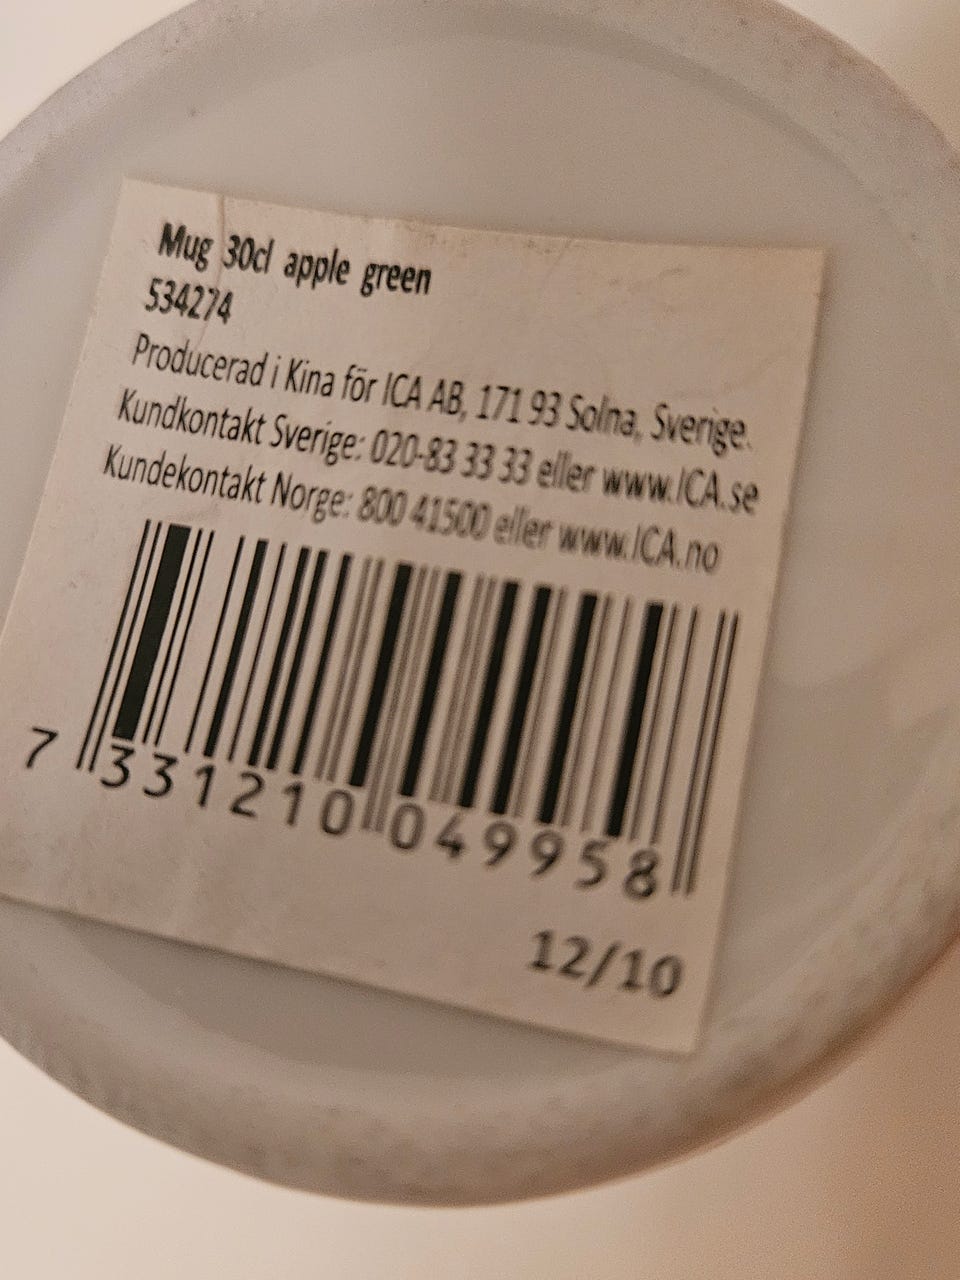 Mug 30cl apple green
534274
Producerad i Kina för ICA AB, 171 93 Solna, Sverige.
Kundkontakt Sverige: 020-83 33 33 eller www.ICA.se
Kundekontakt Norge: 800 41500 eller www.ICA.no
7 331210 049958
12/10